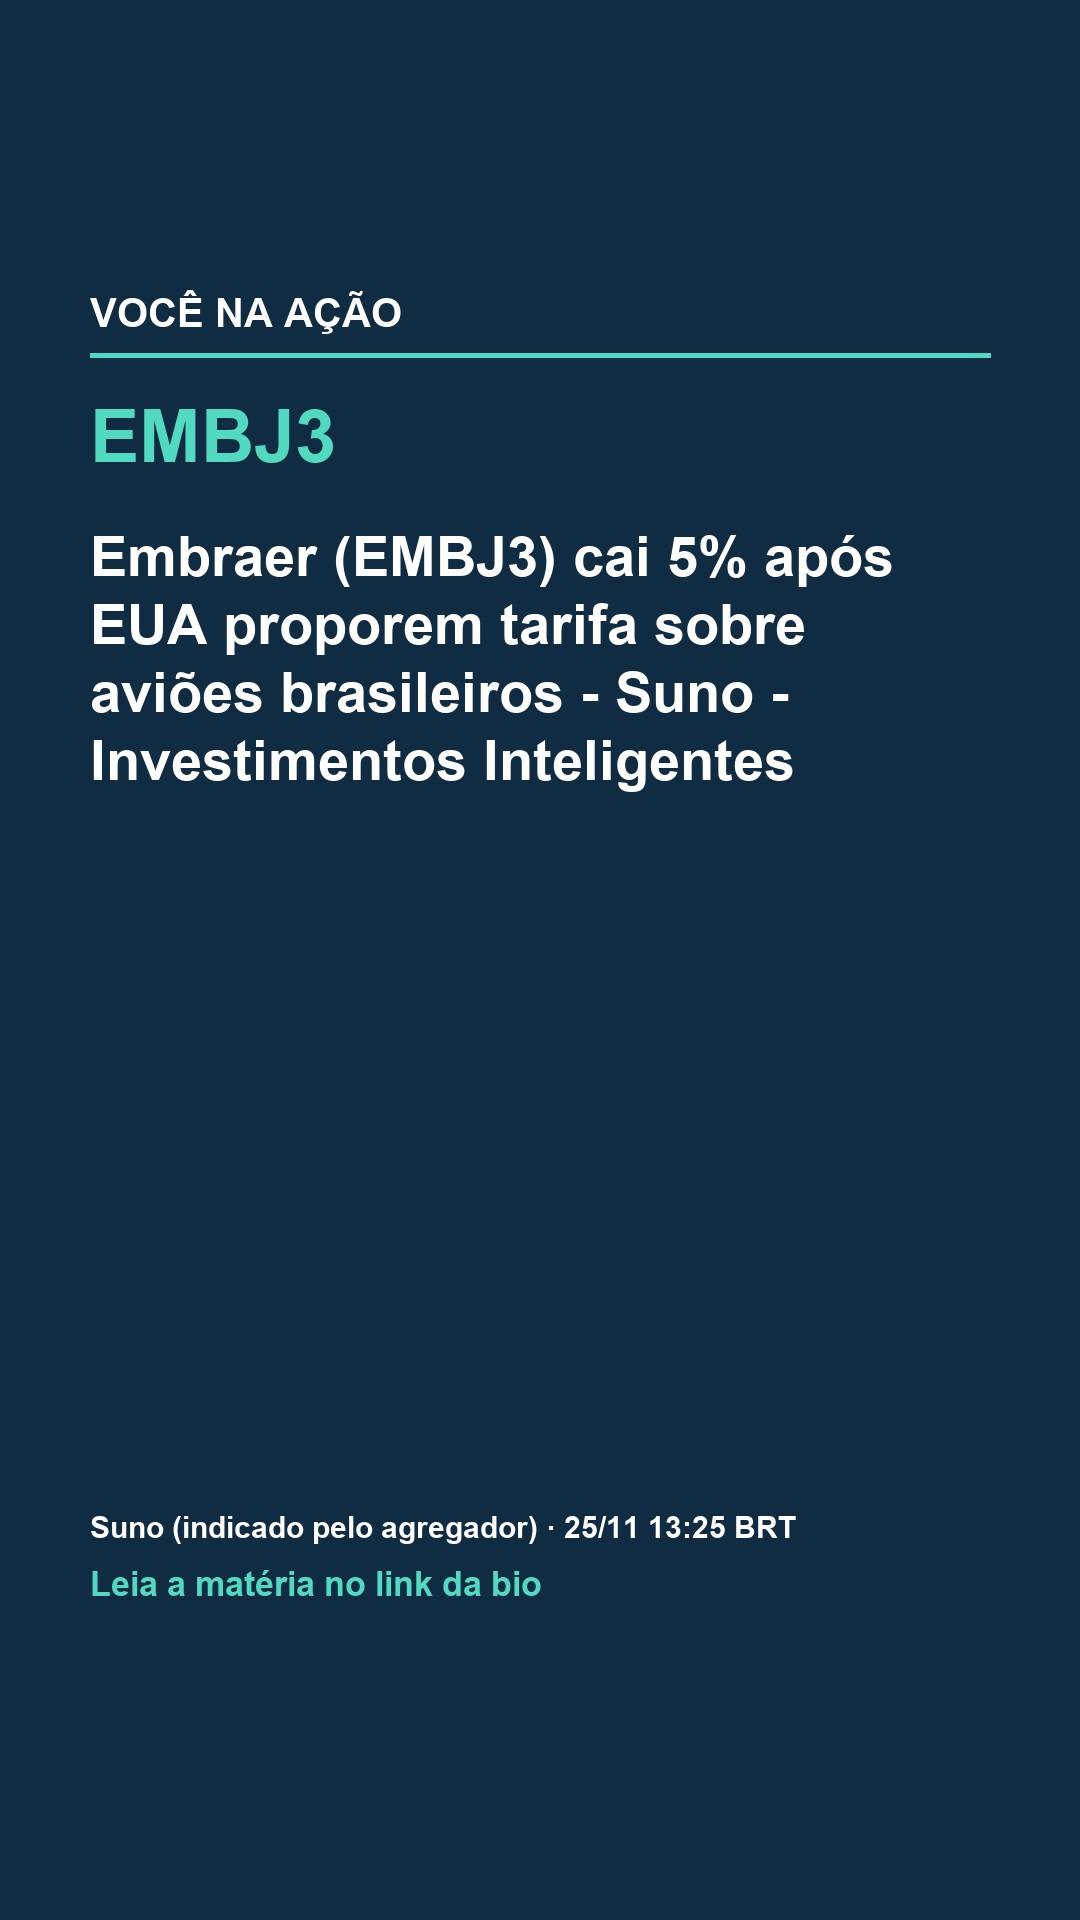 VOCÊ NA AÇÃO
EMBJ3
Embraer (EMBJ3) cai 5% após
EUA proporem tarifa sobre
aviões brasileiros - Suno -
Investimentos Inteligentes
Suno (indicado pelo agregador) · 25/11 13:25 BRT
Leia a matéria no link da bio